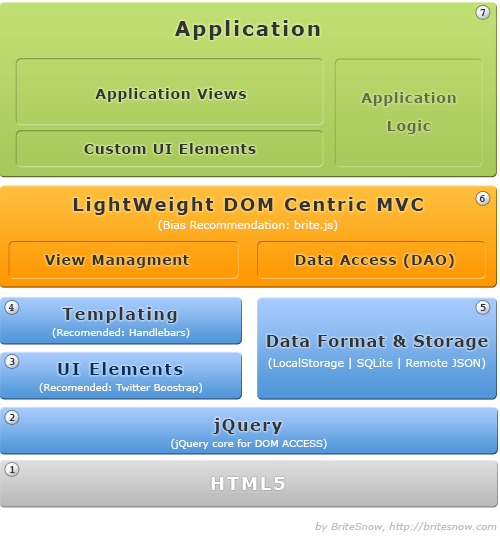 7
Application
Application Views
Application
Logic
Custom UI Elements
6
LightWeight DOM Centric MVC
(Bias Recommendation: brite.js)
View Managment
Data Access (DAO)
4
Templating
(Recomended: Handlebars)
5
Data Format & Storage
(LocalStorage | SQLite | Remote JSON)
3
UI Elements
(Recomended: Twitter Boostrap)
2
jQuery
(jQuery core for DOM ACCESS)
1
HTML5
by BriteSnow, http://britesnow.com